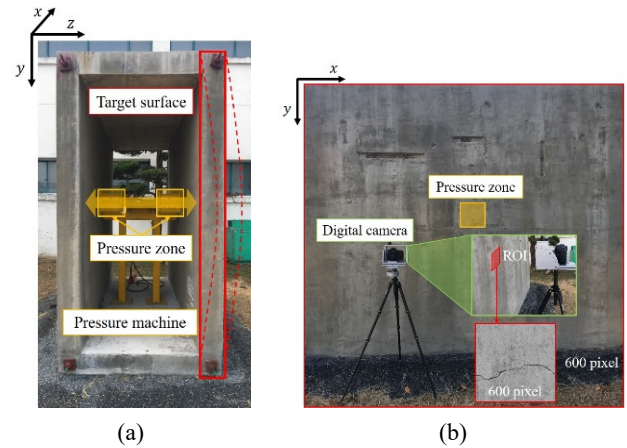 x
z
y
Target surface
Pressure zone
Pressure machine
(a)
x
y
Pressure zone
Digital camera
ROI
600 pixel
600 pixel
(b)